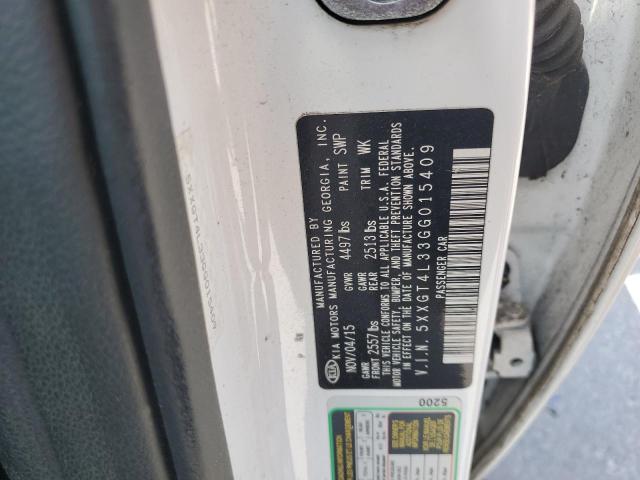 KIA
MANUFACTURED BY
KIA MOTORS MANUFACTURING GEORGIA, INC.
NOV/04/15 GVWR 4497 lbs PAINT SWP
GAWR FRONT 2557 lbs GAWR REAR 2513 lbs TRIM WK
THIS VEHICLE CONFORMS TO ALL APPLICABLE U.S.A. FEDERAL
MOTOR VEHICLE SAFETY, BUMPER, AND THEFT PREVENTION STANDARDS
IN EFFECT ON THE DATE OF MANUFACTURE SHOWN ABOVE.
V.I.N. 5XXGT4L33GG015409
PASSENGER CAR
5200